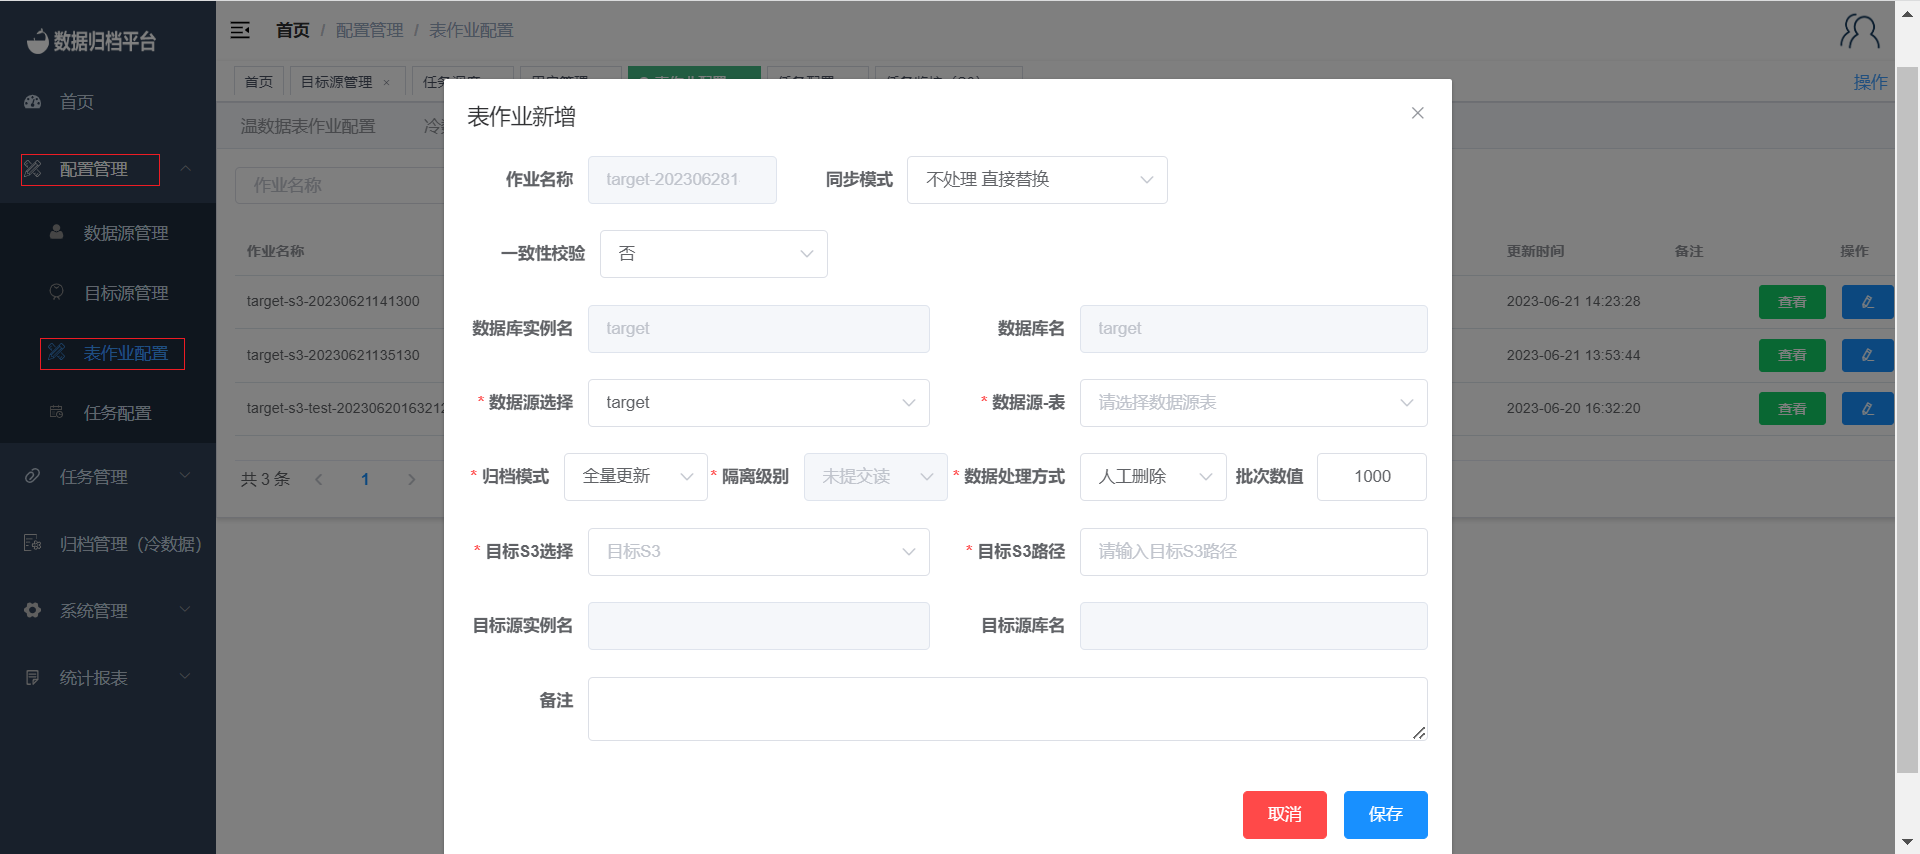 数据归档平台
首页
配置管理
数据源管理
目标源管理
表作业配置
任务配置
任务管理
归档管理（冷数据）
系统管理
统计报表
首页 / 配置管理 / 表作业配置
首页
目标源管理 ×
操作
温数据表作业配置
作业名称
作业名称
更新时间
备注
操作
target-s3-20230621141300
2023-06-21 14:23:28
查看
target-s3-20230621135130
2023-06-21 13:53:44
查看
target-s3-test-20230620163212
2023-06-20 16:32:20
查看
共 3 条
1
表作业新增
作业名称
target-202306281
同步模式
不处理 直接替换
一致性校验
否
数据库实例名
target
数据库名
target
* 数据源选择
target
* 数据源-表
请选择数据源表
* 归档模式
全量更新
* 隔离级别
未提交读
* 数据处理方式
人工删除
批次数值
1000
* 目标S3选择
目标S3
* 目标S3路径
请输入目标S3路径
目标源实例名
目标源库名
备注
取消
保存